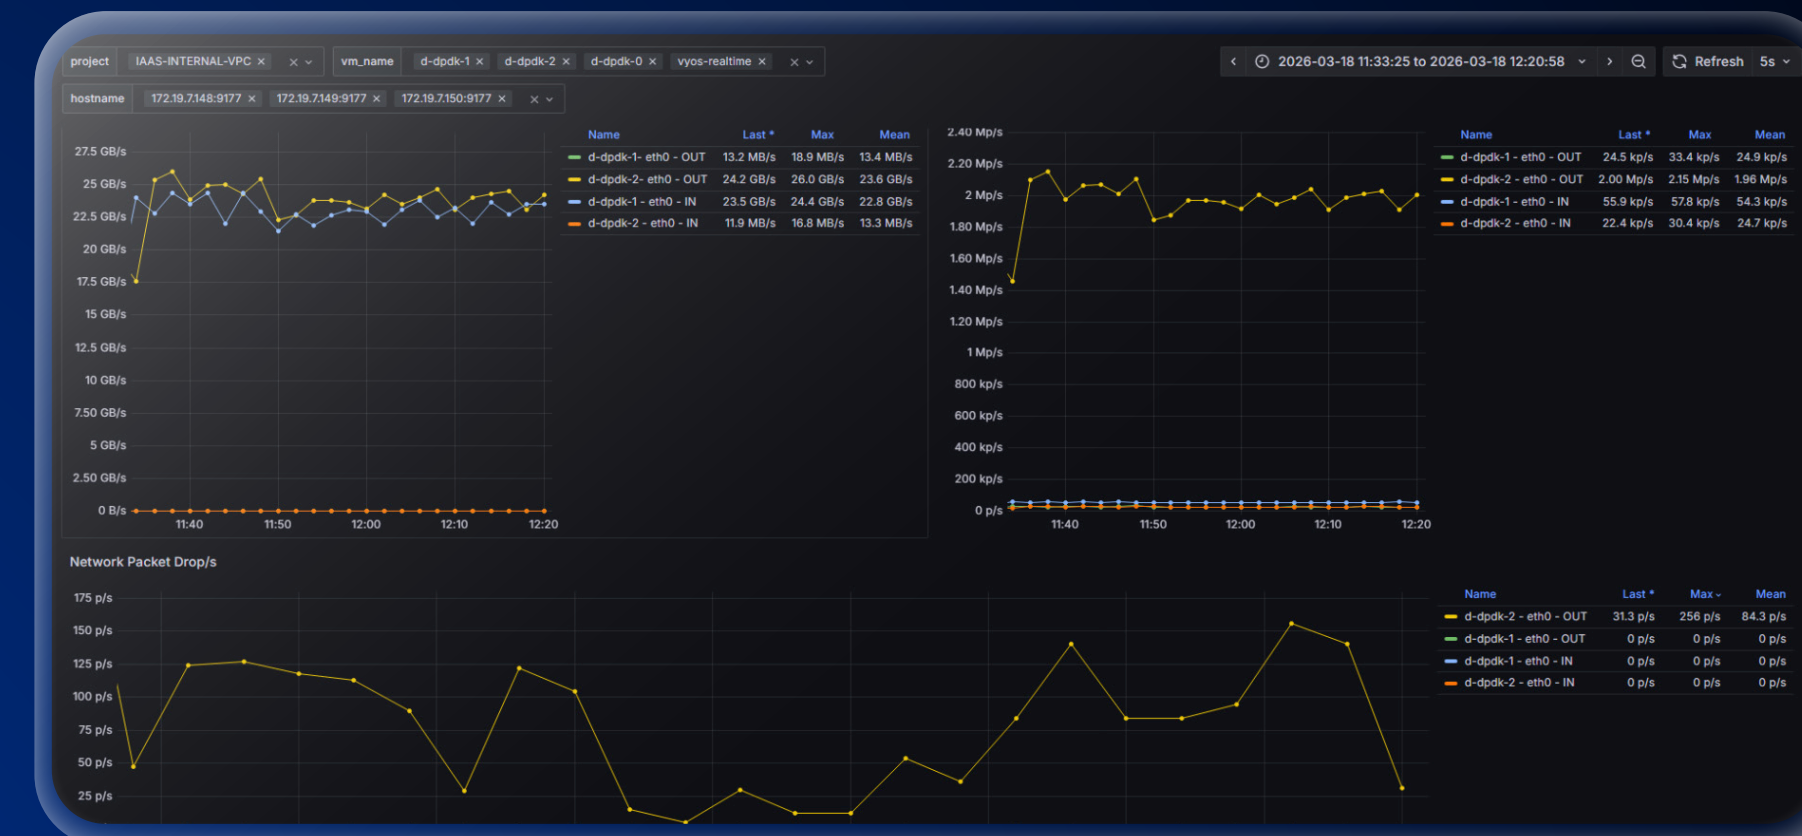 project IAAS-INTERNAL-VPC × × vm_name d-dpdk-1 × d-dpdk-2 × d-dpdk-0 × vyos-realtime × × 2026-03-18 11:33:25 to 2026-03-18 12:20:58 Refresh 5s
hostname 172.19.7.148:9177 × 172.19.7.149:9177 × 172.19.7.150:9177 × ×
27.5 GB/s
25 GB/s
22.5 GB/s
20 GB/s
17.5 GB/s
15 GB/s
12.5 GB/s
10 GB/s
7.50 GB/s
5 GB/s
2.50 GB/s
0 B/s
11:40 11:50 12:00 12:10 12:20
Name Last * Max Mean
d-dpdk-1- eth0 - OUT 13.2 MB/s 18.9 MB/s 13.4 MB/s
d-dpdk-2- eth0 - OUT 24.2 GB/s 26.0 GB/s 23.6 GB/s
d-dpdk-1 - eth0 - IN 23.5 GB/s 24.4 GB/s 22.8 GB/s
d-dpdk-2 - eth0 - IN 11.9 MB/s 16.8 MB/s 13.3 MB/s
2.40 Mp/s
2.20 Mp/s
2 Mp/s
1.80 Mp/s
1.60 Mp/s
1.40 Mp/s
1.20 Mp/s
1 Mp/s
800 kp/s
600 kp/s
400 kp/s
200 kp/s
0 p/s
11:40 11:50 12:00 12:10 12:20
Name Last * Max Mean
d-dpdk-1 - eth0 - OUT 24.5 kp/s 33.4 kp/s 24.9 kp/s
d-dpdk-2 - eth0 - OUT 2.00 Mp/s 2.15 Mp/s 1.96 Mp/s
d-dpdk-1 - eth0 - IN 55.9 kp/s 57.8 kp/s 54.3 kp/s
d-dpdk-2 - eth0 - IN 22.4 kp/s 30.4 kp/s 24.7 kp/s
Network Packet Drop/s
175 p/s
150 p/s
125 p/s
100 p/s
75 p/s
50 p/s
25 p/s
Name Last * Max Mean
d-dpdk-2 - eth0 - OUT 31.3 p/s 256 p/s 84.3 p/s
d-dpdk-1 - eth0 - OUT 0 p/s 0 p/s 0 p/s
d-dpdk-1 - eth0 - IN 0 p/s 0 p/s 0 p/s
d-dpdk-2 - eth0 - IN 0 p/s 0 p/s 0 p/s